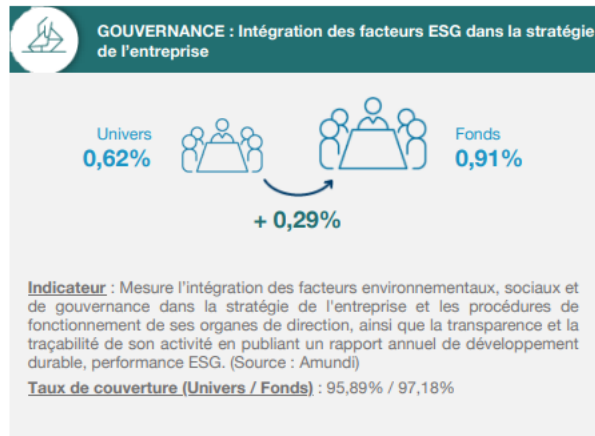 GOUVERNANCE : Intégration des facteurs ESG dans la stratégie
de l'entreprise
Univers
0,62%
Fonds
0,91%
+ 0,29%
Indicateur : Mesure l'intégration des facteurs environnementaux, sociaux et
de gouvernance dans la stratégie de l'entreprise et les procédures de
fonctionnement de ses organes de direction, ainsi que la transparence et la
traçabilité de son activité en publiant un rapport annuel de développement
durable, performance ESG. (Source : Amundi)
Taux de couverture (Univers / Fonds) : 95,89% / 97,18%